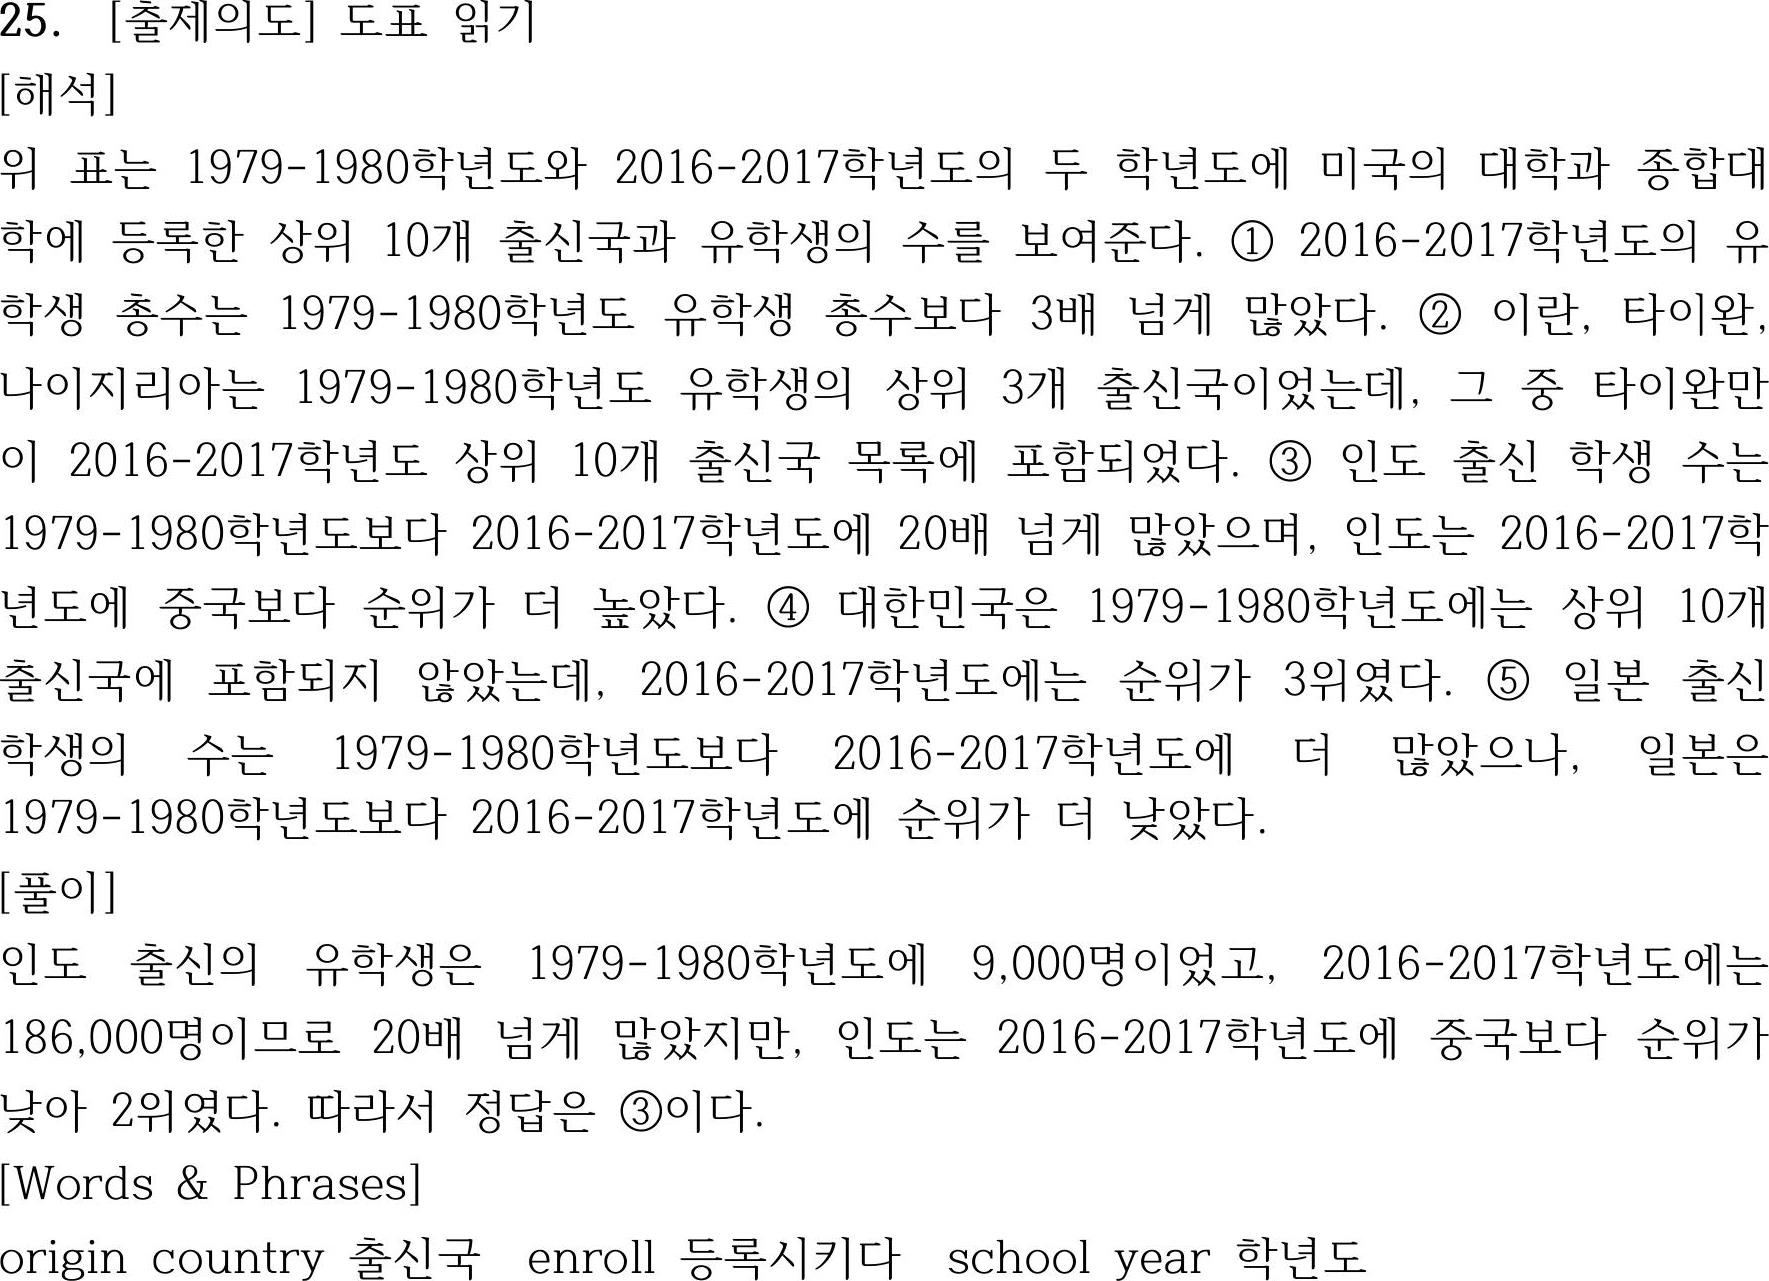 25. [출제의도] 도표 읽기
[해석]
위 표는 1979-1980학년도와 2016-2017학년도의 두 학년도에 미국의 대학과 종합대
학에 등록한 상위 10개 출신국과 유학생의 수를 보여준다. ① 2016-2017학년도의 유
학생 총수는 1979-1980학년도 유학생 총수보다 3배 넘게 많았다. ② 이란, 타이완,
나이지리아는 1979-1980학년도 유학생의 상위 3개 출신국이었는데, 그 중 타이완만
이 2016-2017학년도 상위 10개 출신국 목록에 포함되었다. ③ 인도 출신 학생 수는
1979-1980학년도보다 2016-2017학년도에 20배 넘게 많았으며, 인도는 2016-2017학
년도에 중국보다 순위가 더 높았다. ④ 대한민국은 1979-1980학년도에는 상위 10개
출신국에 포함되지 않았는데, 2016-2017학년도에는 순위가 3위였다. ⑤ 일본 출신
학생의 수는 1979-1980학년도보다 2016-2017학년도에 더 많았으나, 일본은
1979-1980학년도보다 2016-2017학년도에 순위가 더 낮았다.
[풀이]
인도 출신의 유학생은 1979-1980학년도에 9,000명이었고, 2016-2017학년도에는
186,000명이므로 20배 넘게 많았지만, 인도는 2016-2017학년도에 중국보다 순위가
낮아 2위였다. 따라서 정답은 ③이다.
[Words & Phrases]
origin country 출신국 enroll 등록시키다 school year 학년도